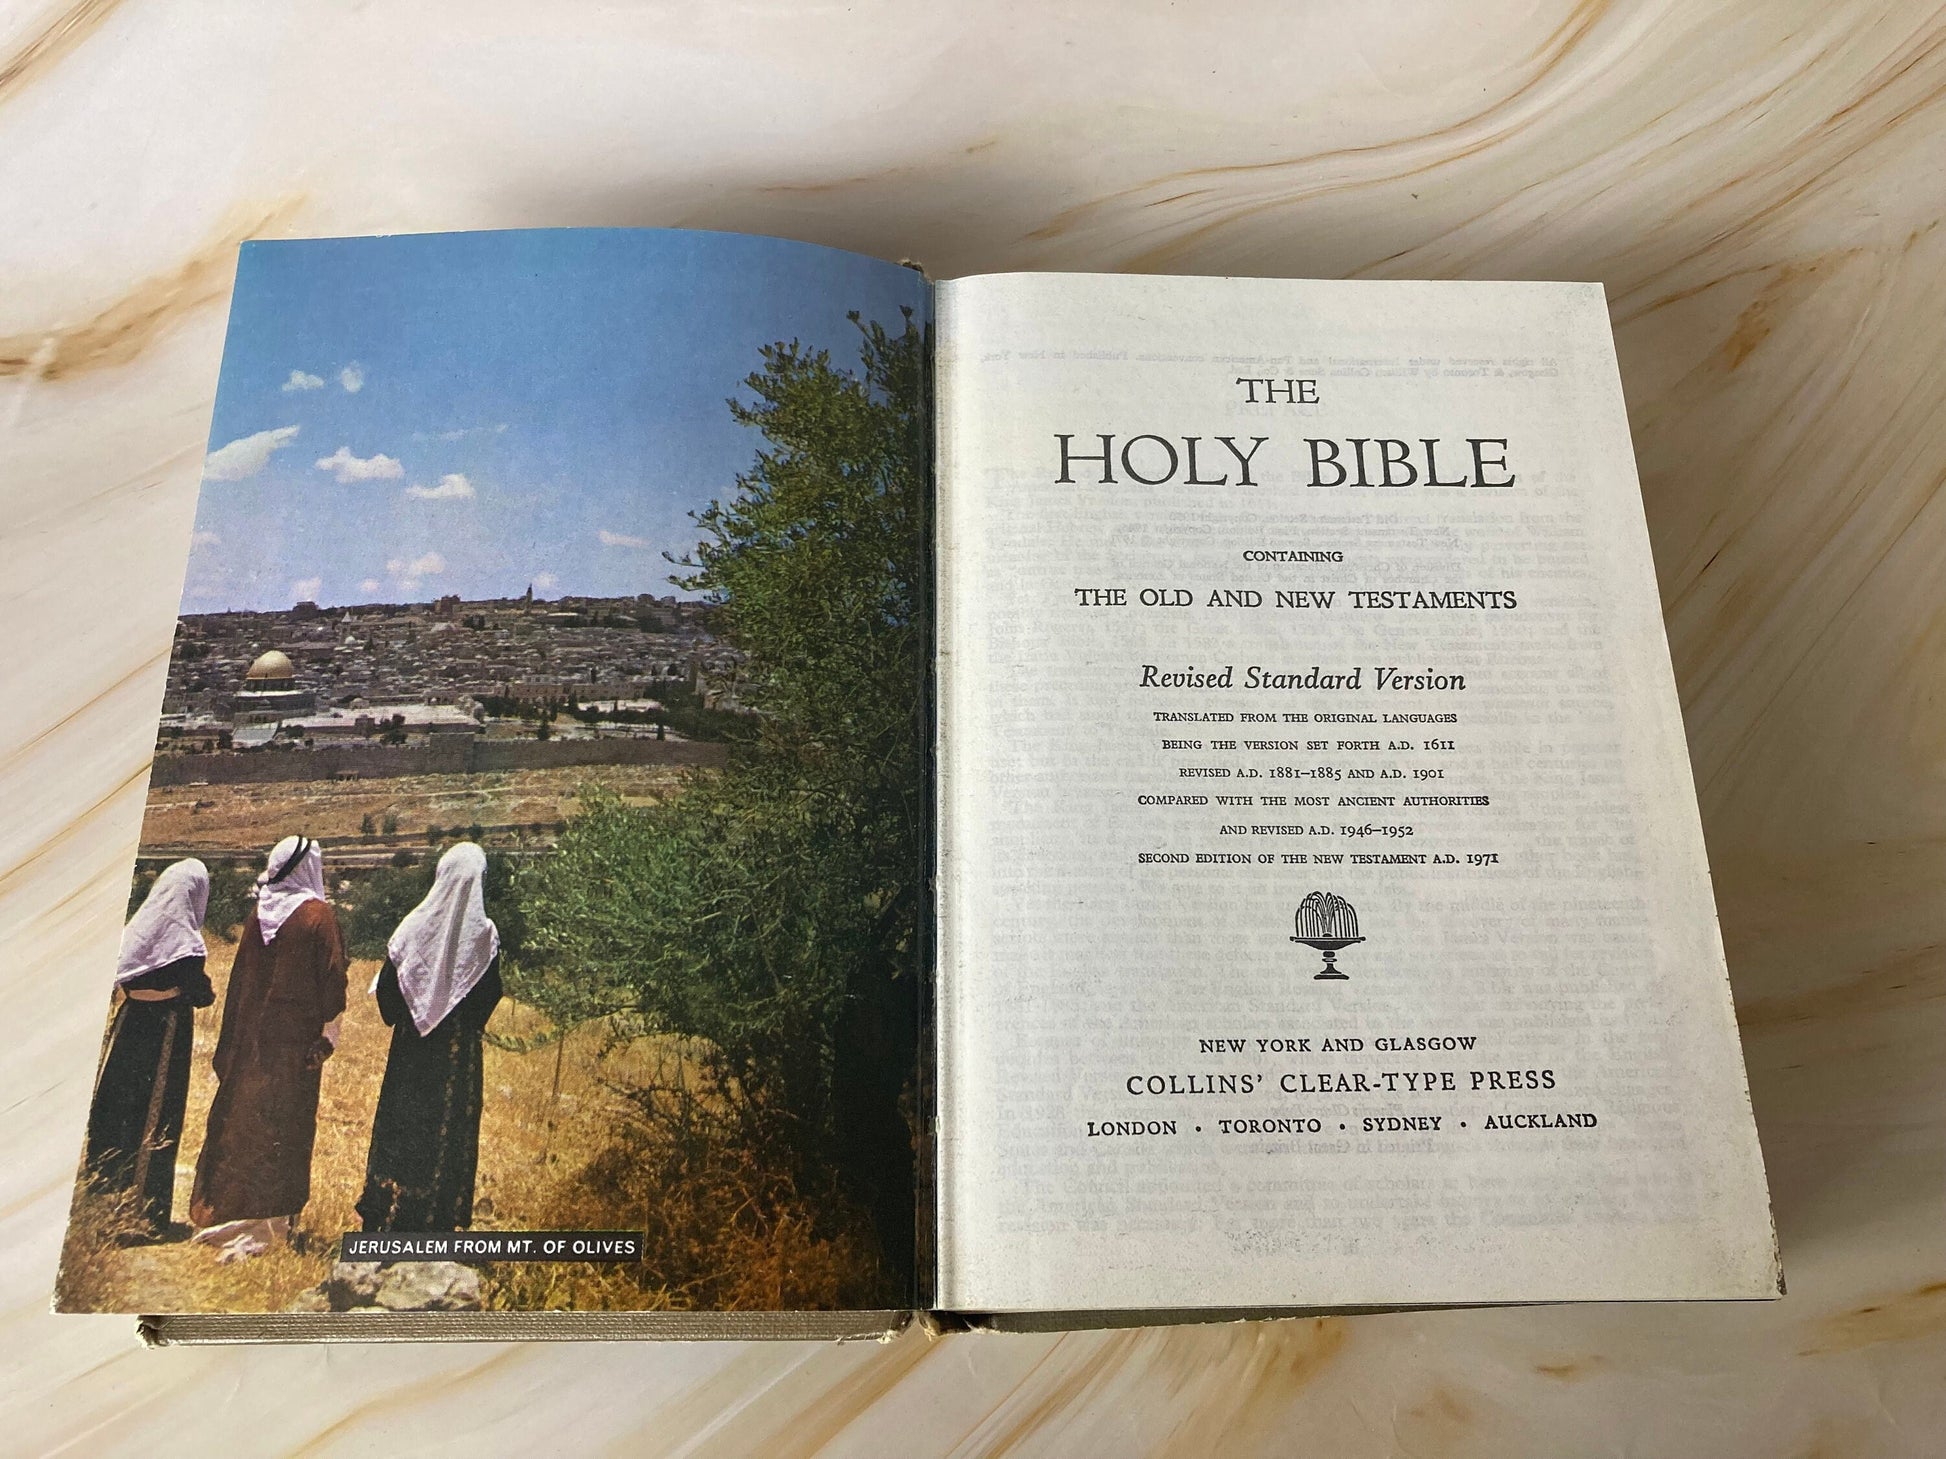 JERUSALEM FROM MT. OF OLIVES
THE
HOLY BIBLE
CONTAINING
THE OLD AND NEW TESTAMENTS
Revised Standard Version
TRANSLATED FROM THE ORIGINAL LANGUAGES
BEING THE VERSION SET FORTH A.D. 1611
REVISED A.D. 1881–1885 AND A.D. 1901
COMPARED WITH THE MOST ANCIENT AUTHORITIES
AND REVISED A.D. 1946–1952
SECOND EDITION OF THE NEW TESTAMENT A.D. 1971
NEW YORK AND GLASGOW
COLLINS' CLEAR-TYPE PRESS
LONDON • TORONTO • SYDNEY • AUCKLAND